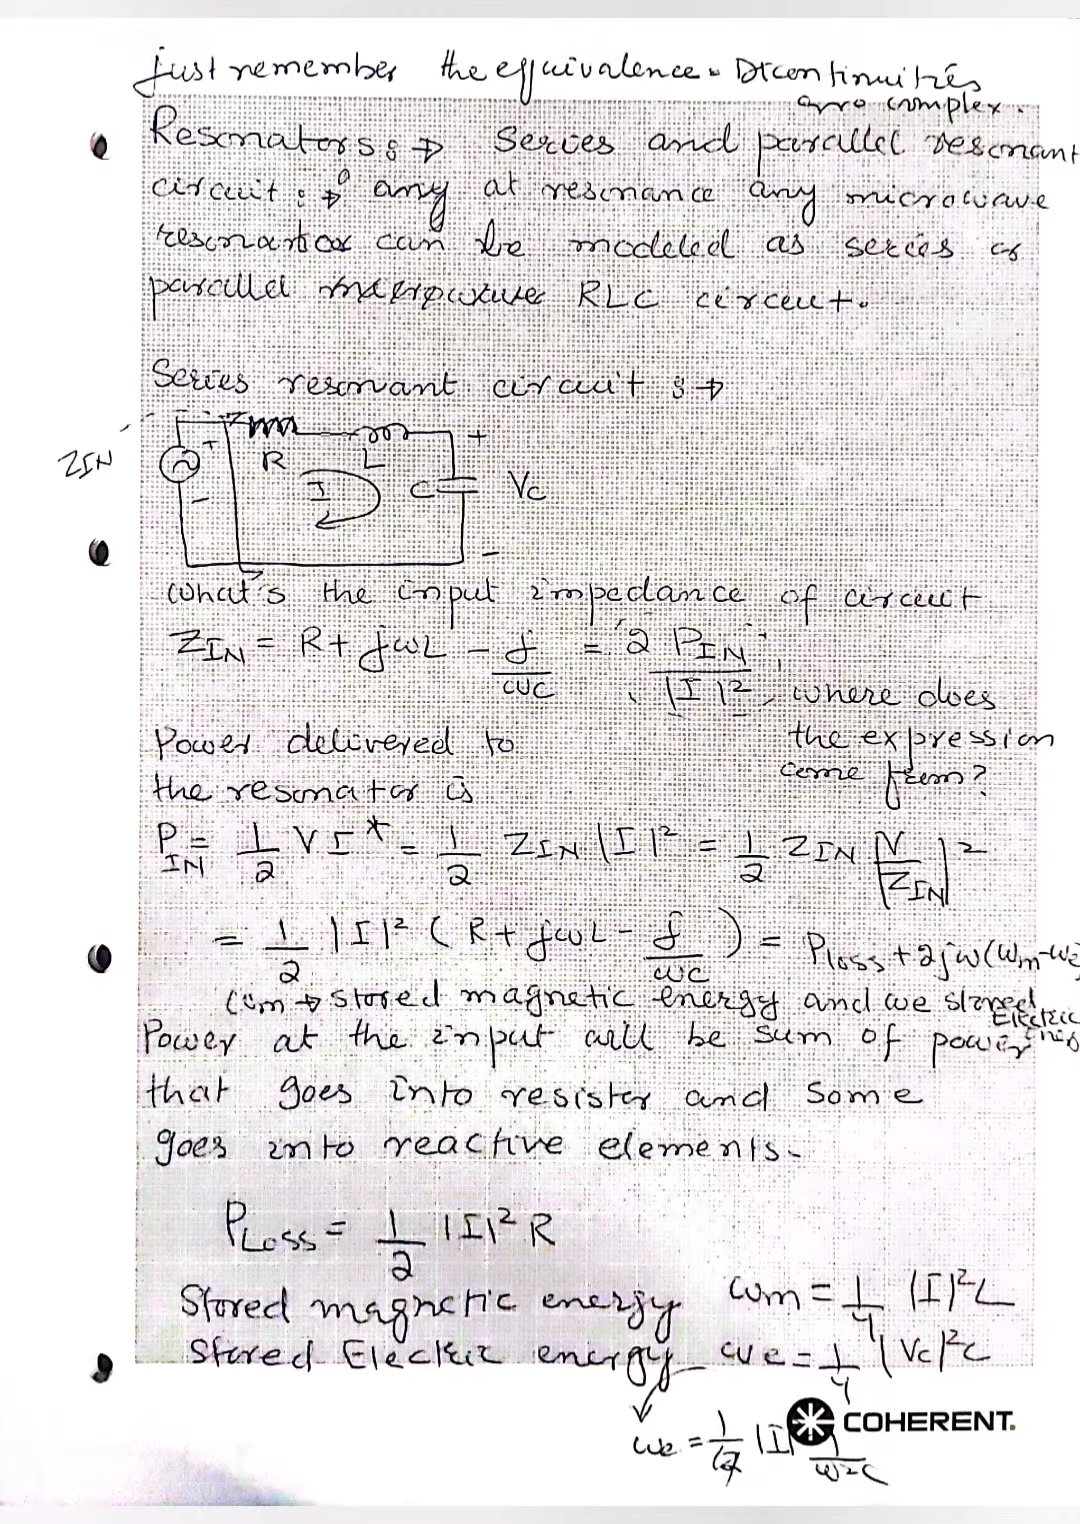 just remember the equivalence. Dicontinuities
are complex.
Resonators :→ Series and parallel resonant
circuit :→ any at resonance any microwave
resonator can be modeled as series or
parallel RLC circuit.
Series resonant circuit :→
ZIN
+
R
L
+
I
C
Vc
-
-
what's the input impedance of circuit
ZIN = R + jωL - j/ωC = 2 PIN / |I|², where does
the expression
come from?
Power delivered to
the resonator is
PIN = 1/2 V I* = 1/2 ZIN |I|² = 1/2 ZIN |V/ZIN|²
= 1/2 |I|² (R + jωL - j/ωC) = Ploss + 2jω(Wm-We
Wm → stored magnetic energy and we stored
Electric
Power at the input will be sum of power
that goes into resistor and some
goes into reactive elements.
PLoss = 1/2 |I|² R
Stored magnetic energy wm = 1/4 |I|² L
Stored Electric energy we = 1/4 |Vc|² C
COHERENT.
we = 1/4 |I| 1/ω²C